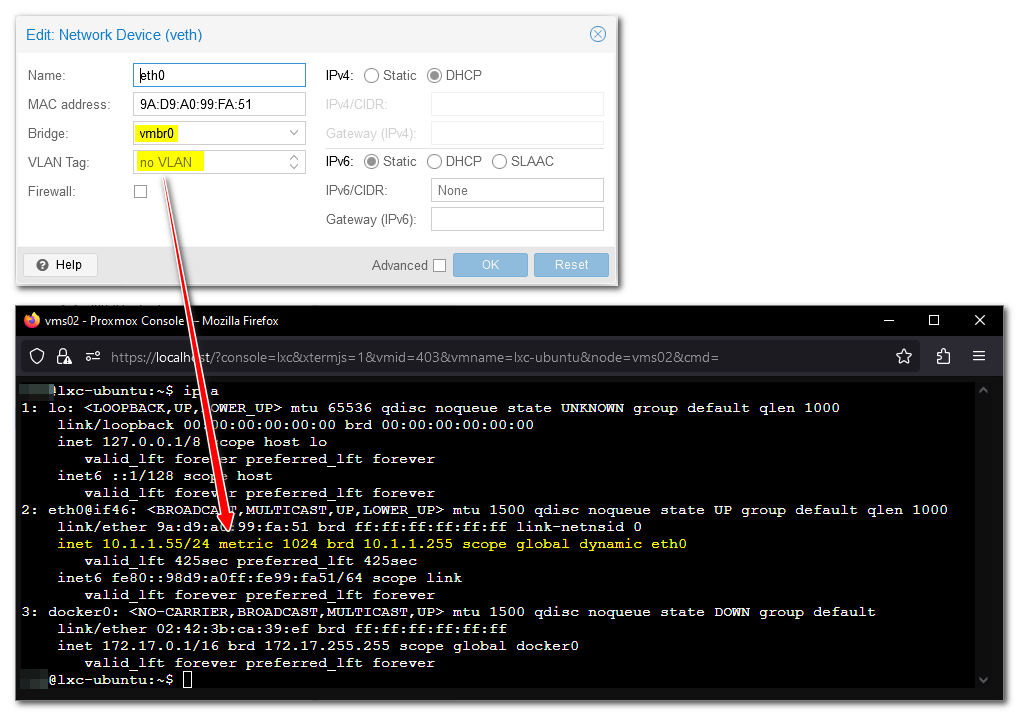 Edit: Network Device (veth)
Name: eth0 IPv4: Static DHCP
MAC address: 9A:D9:A0:99:FA:51 IPv4/CIDR:
Bridge: vmbr0 Gateway (IPv4):
VLAN Tag: no VLAN IPv6: Static DHCP SLAAC
Firewall: IPv6/CIDR: None
Gateway (IPv6):
Help Advanced OK Reset
vms02 - Proxmox Console — Mozilla Firefox
https://localhost/?console=lxc&xtermjs=1&vmid=403&vmname=lxc-ubuntu&node=vms02&cmd=
@lxc-ubuntu:~$ ip a
1: lo: <LOOPBACK,UP,LOWER_UP> mtu 65536 qdisc noqueue state UNKNOWN group default qlen 1000
link/loopback 00:00:00:00:00:00 brd 00:00:00:00:00:00
inet 127.0.0.1/8 scope host lo
valid_lft forever preferred_lft forever
inet6 ::1/128 scope host
valid_lft forever preferred_lft forever
2: eth0@if46: <BROADCAST,MULTICAST,UP,LOWER_UP> mtu 1500 qdisc noqueue state UP group default qlen 1000
link/ether 9a:d9:a0:99:fa:51 brd ff:ff:ff:ff:ff:ff link-netnsid 0
inet 10.1.1.55/24 metric 1024 brd 10.1.1.255 scope global dynamic eth0
valid_lft 425sec preferred_lft 425sec
inet6 fe80::98d9:a0ff:fe99:fa51/64 scope link
valid_lft forever preferred_lft forever
3: docker0: <NO-CARRIER,BROADCAST,MULTICAST,UP> mtu 1500 qdisc noqueue state DOWN group default
link/ether 02:42:3b:ca:39:ef brd ff:ff:ff:ff:ff:ff
inet 172.17.0.1/16 brd 172.17.255.255 scope global docker0
valid_lft forever preferred_lft forever
@lxc-ubuntu:~$